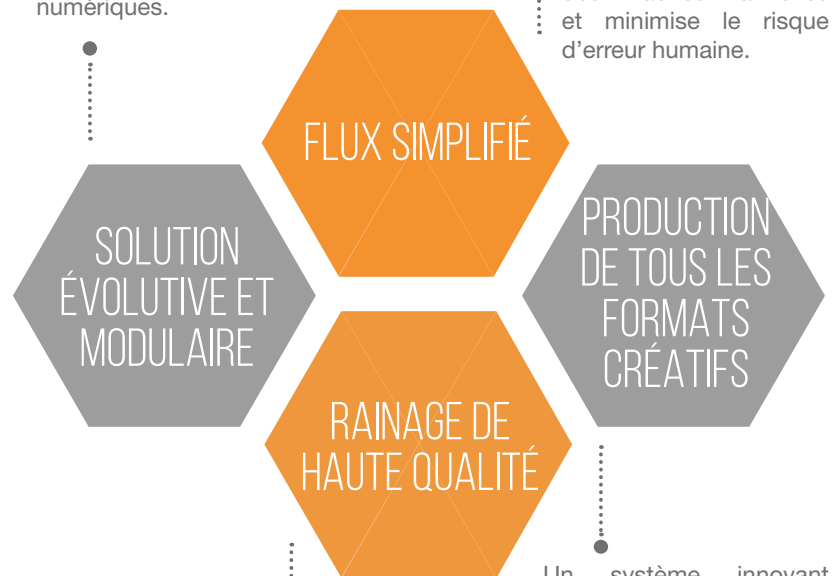 numériques.
et minimise le risque
d'erreur humaine.
FLUX SIMPLIFIÉ
SOLUTION
ÉVOLUTIVE ET
MODULAIRE
PRODUCTION
DE TOUS LES
FORMATS
CRÉATIFS
RAINAGE DE
HAUTE QUALITÉ
Un système innovant